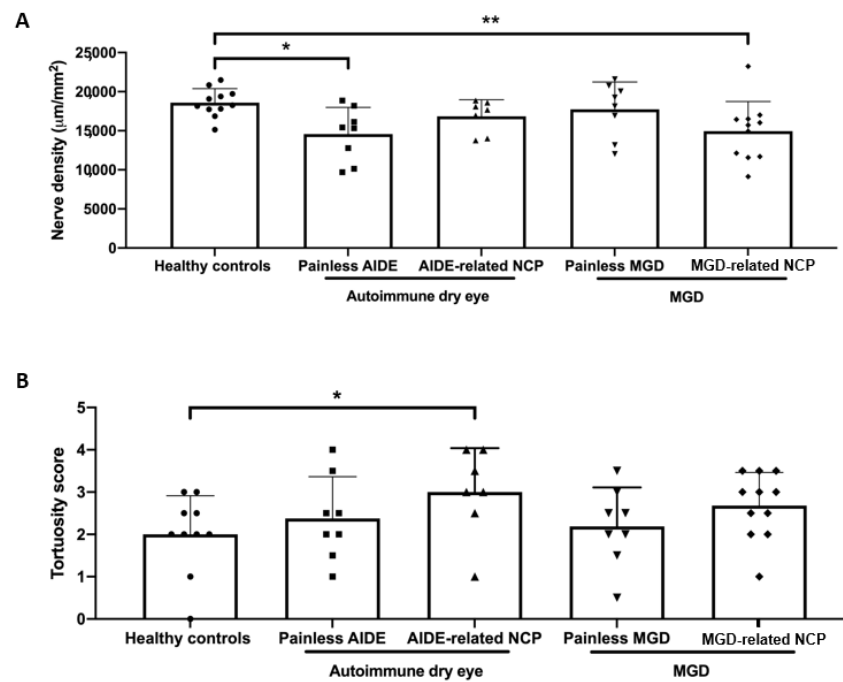 A
**
*
25000
20000
15000
10000
5000
0
Nerve density (μm/mm²)
Healthy controls
Painless AIDE
AIDE-related NCP
Painless MGD
MGD-related NCP
Autoimmune dry eye
MGD
B
*
5
4
3
2
1
0
Tortuosity score
Healthy controls
Painless AIDE
AIDE-related NCP
Painless MGD
MGD-related NCP
Autoimmune dry eye
MGD